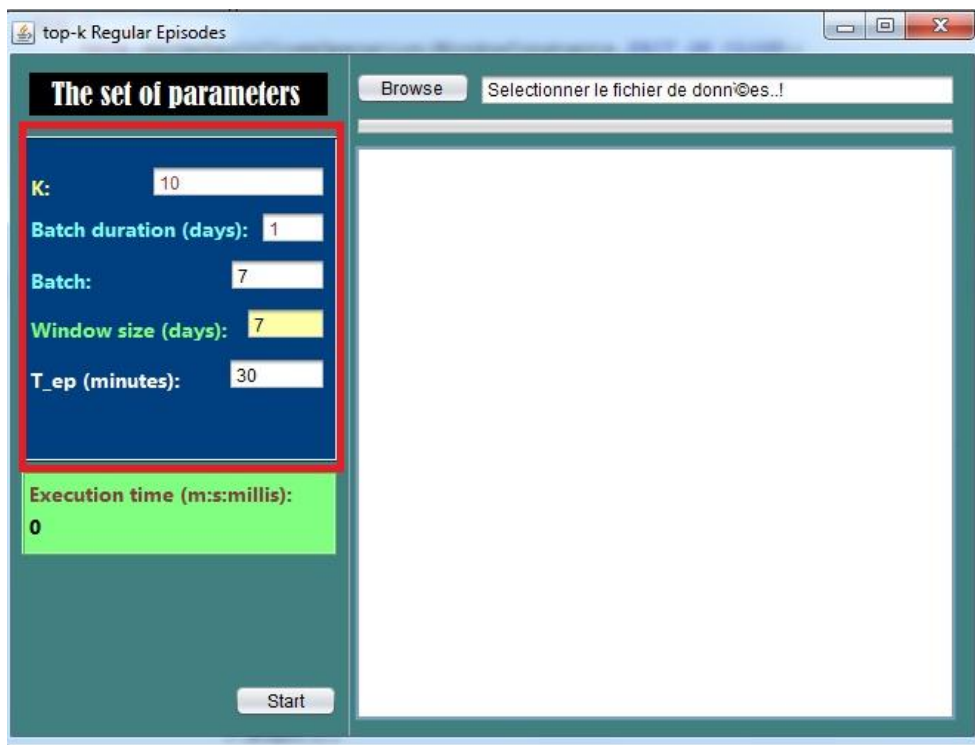 top-k Regular Episodes
The set of parameters
Browse
Selectionner le fichier de donn'©es..!
K:
10
Batch duration (days):
1
Batch:
7
Window size (days):
7
T_ep (minutes):
30
Execution time (m:s:millis):
0
Start